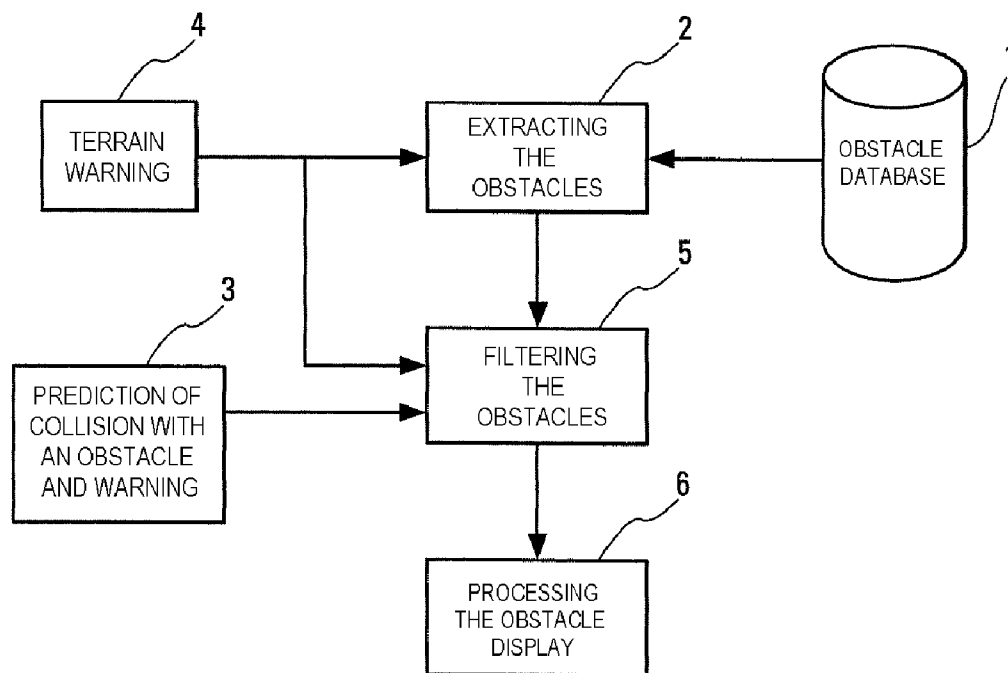 4
2
TERRAIN
WARNING
EXTRACTING
THE
OBSTACLES
OBSTACLE
DATABASE
5
3
FILTERING
THE
OBSTACLES
PREDICTION OF
COLLISION WITH
AN OBSTACLE
AND WARNING
6
PROCESSING
THE OBSTACLE
DISPLAY